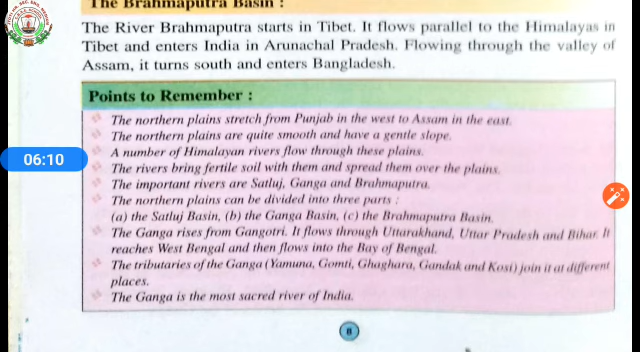 The Brahmaputra Basin :
The River Brahmaputra starts in Tibet. It flows parallel to the Himalayas in
Tibet and enters India in Arunachal Pradesh. Flowing through the valley of
Assam, it turns south and enters Bangladesh.
Points to Remember :
The northern plains stretch from Punjab in the west to Assam in the east.
The northern plains are quite smooth and have a gentle slope.
A number of Himalayan rivers flow through these plains.
06:10
The rivers bring fertile soil with them and spread them over the plains.
The important rivers are Satluj, Ganga and Brahmaputra.
The northern plains can be divided into three parts :
(a) the Satluj Basin, (b) the Ganga Basin, (c) the Brahmaputra Basin.
The Ganga rises from Gangotri. It flows through Uttarakhand, Uttar Pradesh and Bihar. It
reaches West Bengal and then flows into the Bay of Bengal.
The tributaries of the Ganga (Yamuna, Gomti, Ghaghara, Gandak and Kosi) join it at different
places.
The Ganga is the most sacred river of India.
8